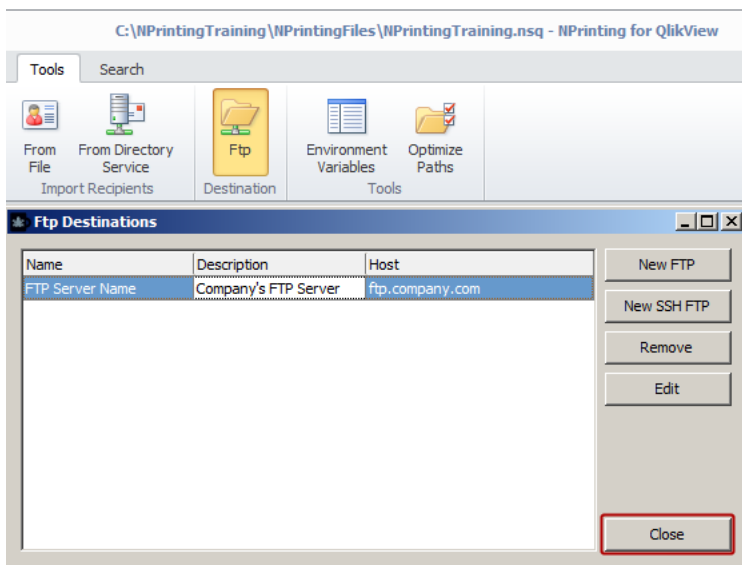 C:\NPrintingTraining\NPrintingFiles\NPrintingTraining.nsq - NPrinting for QlikView
Tools Search
From File
From Directory Service
Ftp
Environment Variables
Optimize Paths
Import Recipients
Destination
Tools
Ftp Destinations
Name Description Host
FTP Server Name Company's FTP Server ftp.company.com
New FTP
New SSH FTP
Remove
Edit
Close